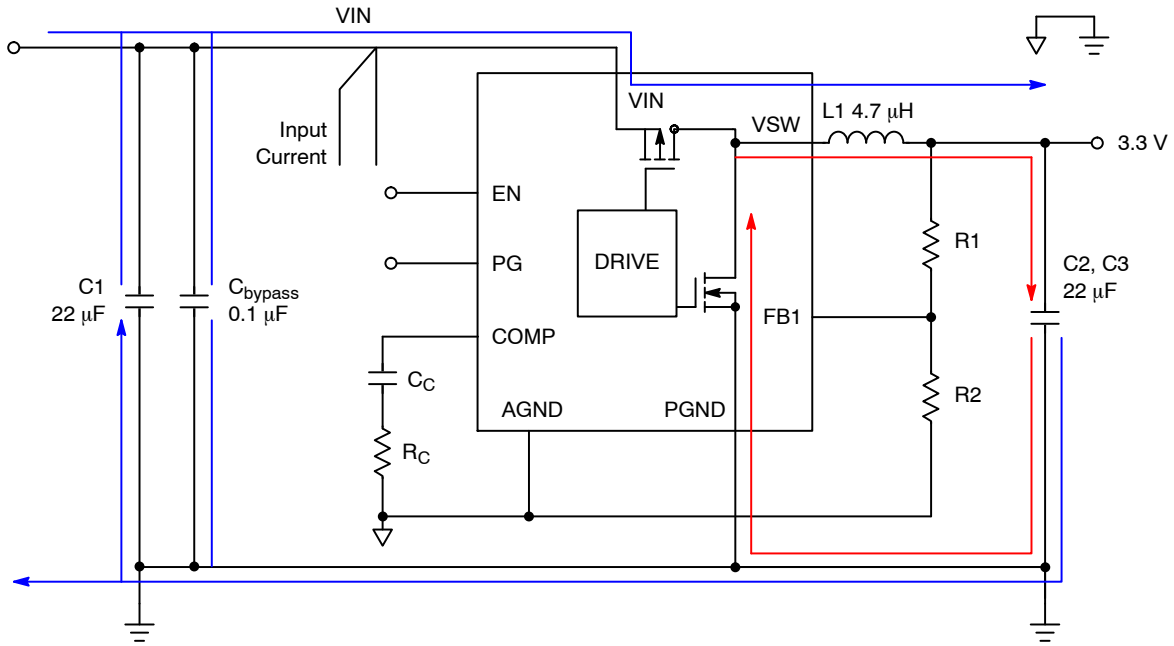 VIN
VIN
Input
Current
VSW
L1 4.7 μH
3.3 V
EN
PG
DRIVE
R1
C1
22 μF
Cbypass
0.1 μF
C2, C3
22 μF
FB1
COMP
CC
R2
AGND
PGND
RC